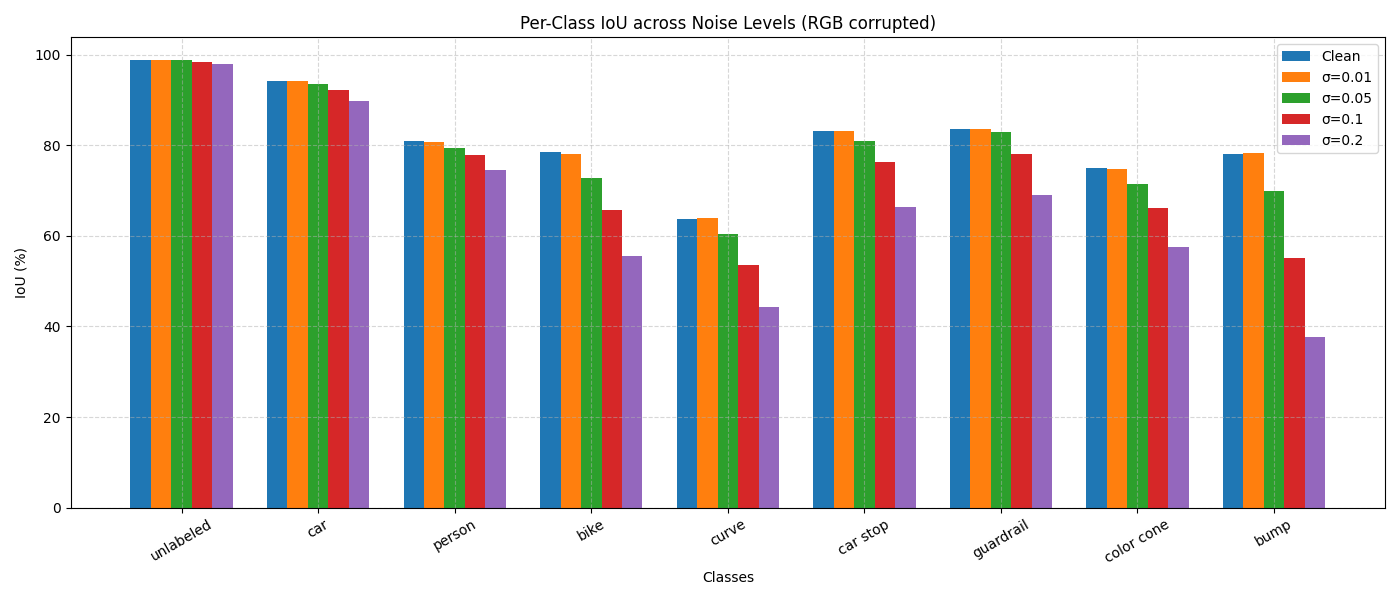 Per-Class IoU across Noise Levels (RGB corrupted)
IoU (%)
100
80
60
40
20
0
Clean
σ=0.01
σ=0.05
σ=0.1
σ=0.2
unlabeled
car
person
bike
curve
car stop
guardrail
color cone
bump
Classes